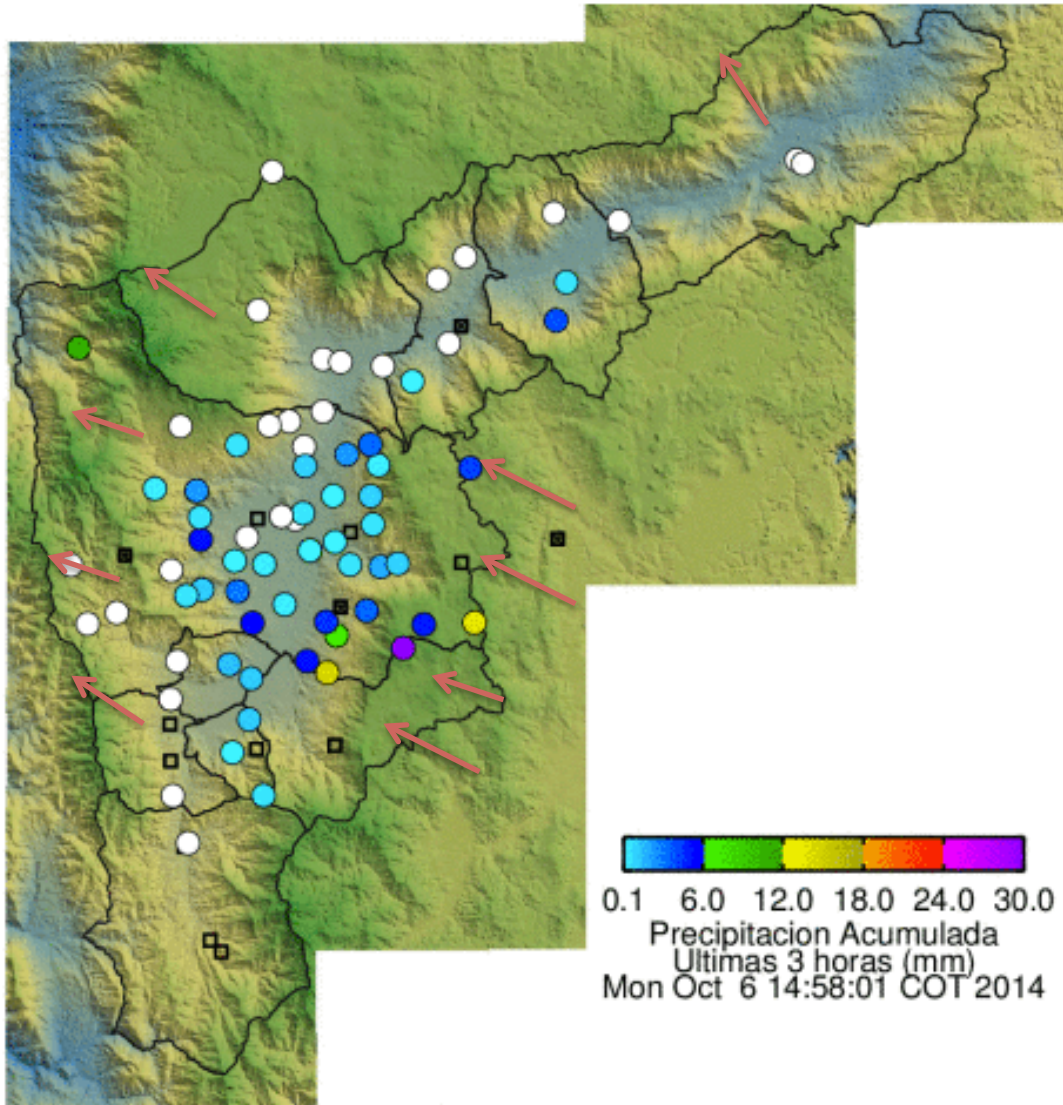 0.1 6.0 12.0 18.0 24.0 30.0
Precipitacion Acumulada
Ultimas 3 horas (mm)
Mon Oct 6 14:58:01 COT 2014